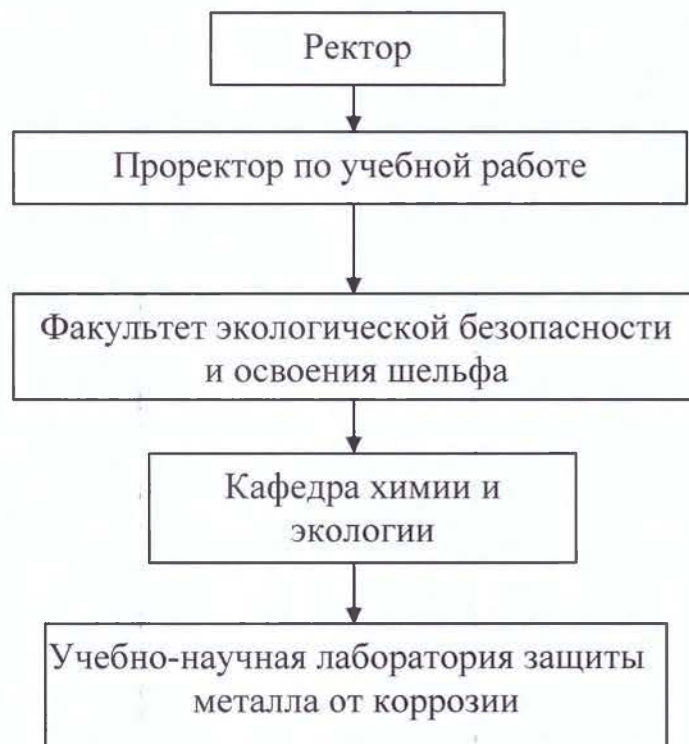 Ректор
Проректор по учебной работе
Факультет экологической безопасности
и освоения шельфа
Кафедра химии и
экологии
Учебно-научная лаборатория защиты
металла от коррозии